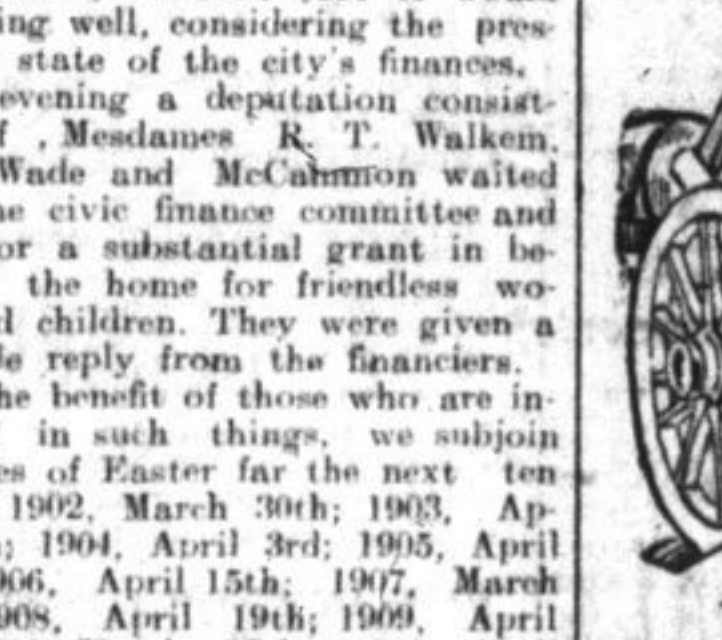 ing well, considering the pres-
state of the city's finances.
evening a deputation consist-
f , Mesdames R. T. Walkem,
Wade and McCammon waited
he civic finance committee and
or a substantial grant in be-
the home for friendless wo-
d children. They were given a
le reply from the financiers.
he benefit of those who are in-
in such things, we subjoin
es of Easter far the next ten
1902, March 30th; 1903, Ap-
; 1904, April 3rd; 1905, April
906, April 15th; 1907, March
908, April 19th; 1909, April